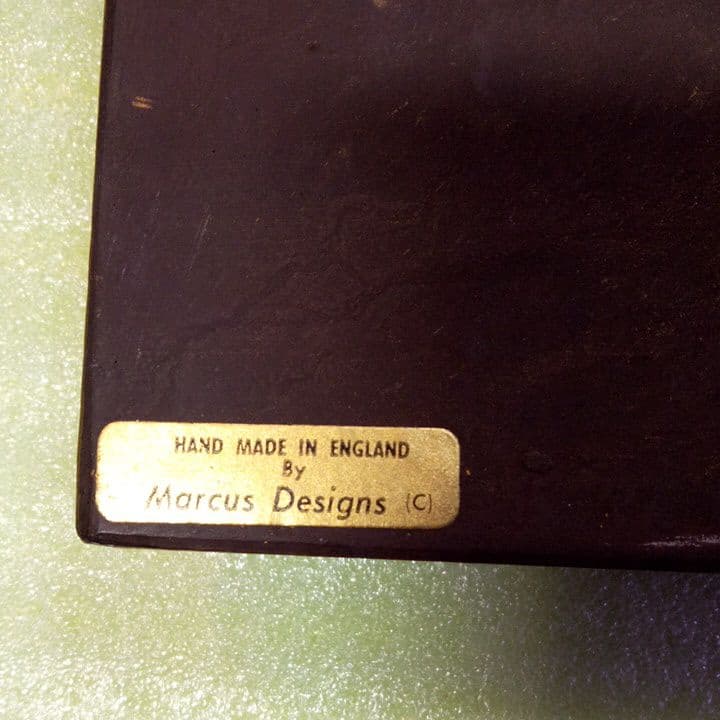 HAND MADE IN ENGLAND
By
Marcus Designs (C)